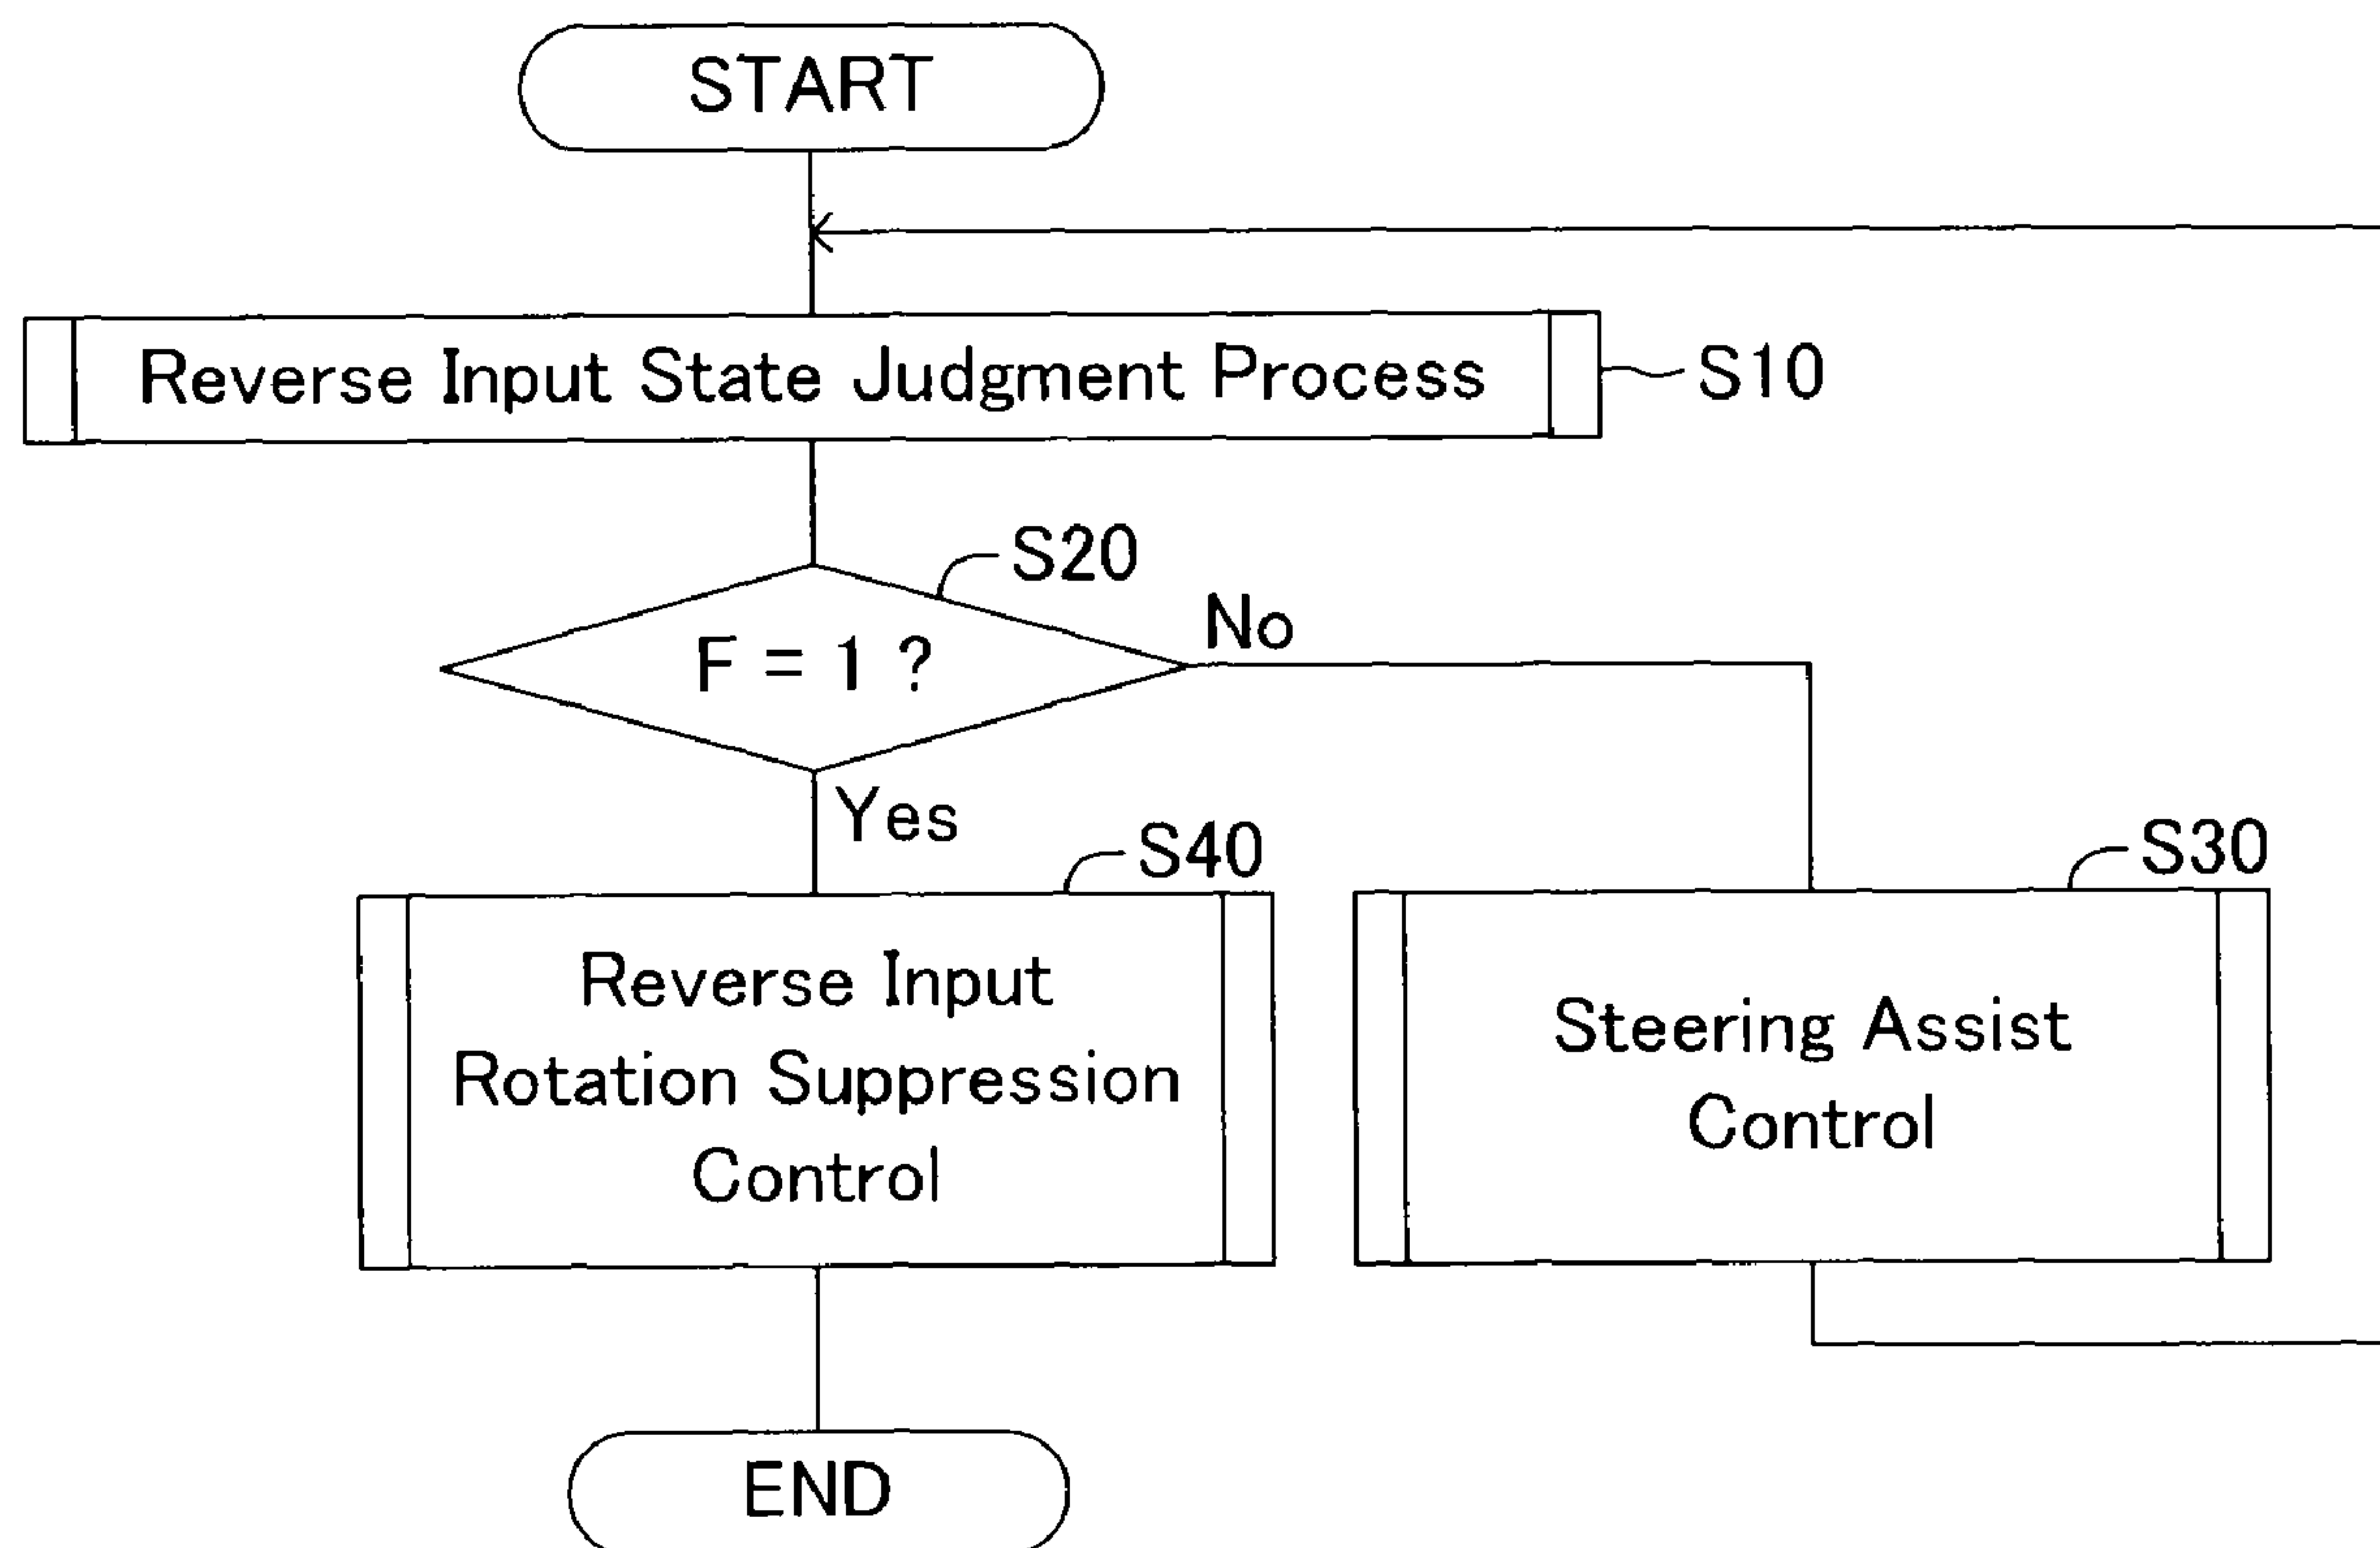 START
Reverse Input State Judgment Process
S10
S20
F = 1 ?
No
Yes
S40
Reverse Input
Rotation Suppression
Control
S30
Steering Assist
Control
END